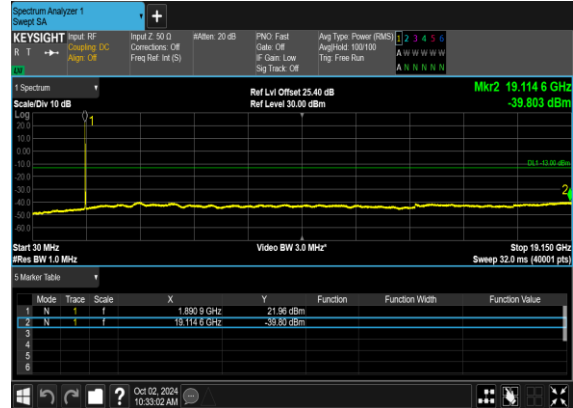 Spectrum Analyzer 1
Swept SA
+
KEYSIGHT Input: RF Input Z: 50 Ω #Atten: 20 dB PNO: Fast Avg Type: Power (RMS) 1 2 3 4 5 6
R T Coupling: DC Corrections: Off Gate: Off Avg|Hold: 100/100 A W W W W W
Align: Off Freq Ref: Int (S) IF Gain: Low Trig: Free Run
Sig Track: Off A N N N N N
LM
1 Spectrum Ref Lvl Offset 25.40 dB Mkr2 19.114 6 GHz
Scale/Div 10 dB Ref Level 30.00 dBm -39.803 dBm
Log
20.0 1
10.0
0.00
-10.0 DL1 -13.00 dBm
-20.0
-30.0 2
-40.0
-50.0
-60.0
Start 30 MHz Video BW 3.0 MHz* Stop 19.150 GHz
#Res BW 1.0 MHz Sweep 32.0 ms (40001 pts)
5 Marker Table
Mode Trace Scale X Y Function Function Width Function Value
1 N 1 f 1.890 9 GHz 21.96 dBm
2 N 1 f 19.114 6 GHz -39.80 dBm
3
4
5
6
? Oct 02, 2024
10:33:02 AM